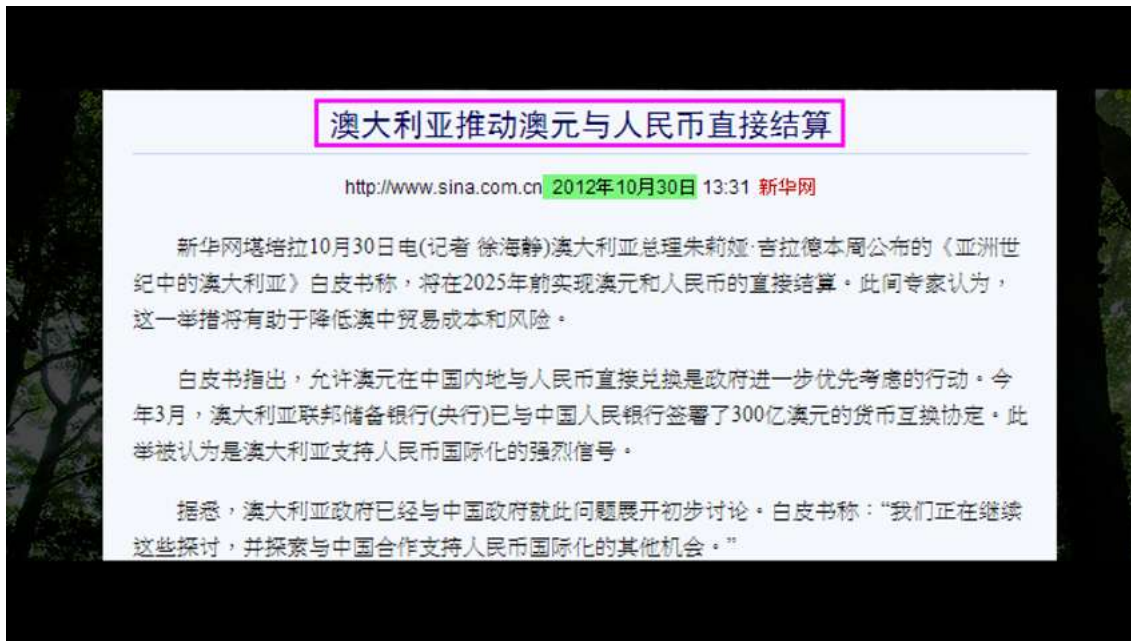 澳大利亚推动澳元与人民币直接结算
http://www.sina.com.cn 2012年10月30日 13:31 新华网
新华网堪培拉10月30日电(记者 徐海静)澳大利亚总理朱莉娅·吉拉德本周公布的《亚洲世
纪中的澳大利亚》白皮书称，将在2025年前实现澳元和人民币的直接结算。此间专家认为，
这一举措将有助于降低澳中贸易成本和风险。
白皮书指出，允许澳元在中国内地与人民币直接兑换是政府进一步优先考虑的行动。今
年3月，澳大利亚联邦储备银行(央行)已与中国人民银行签署了300亿澳元的货币互换协定。此
举被认为是澳大利亚支持人民币国际化的强烈信号。
据悉，澳大利亚政府已经与中国政府就此问题展开初步讨论。白皮书称：“我们正在继续
这些探讨，并探索与中国合作支持人民币国际化的其他机会。”